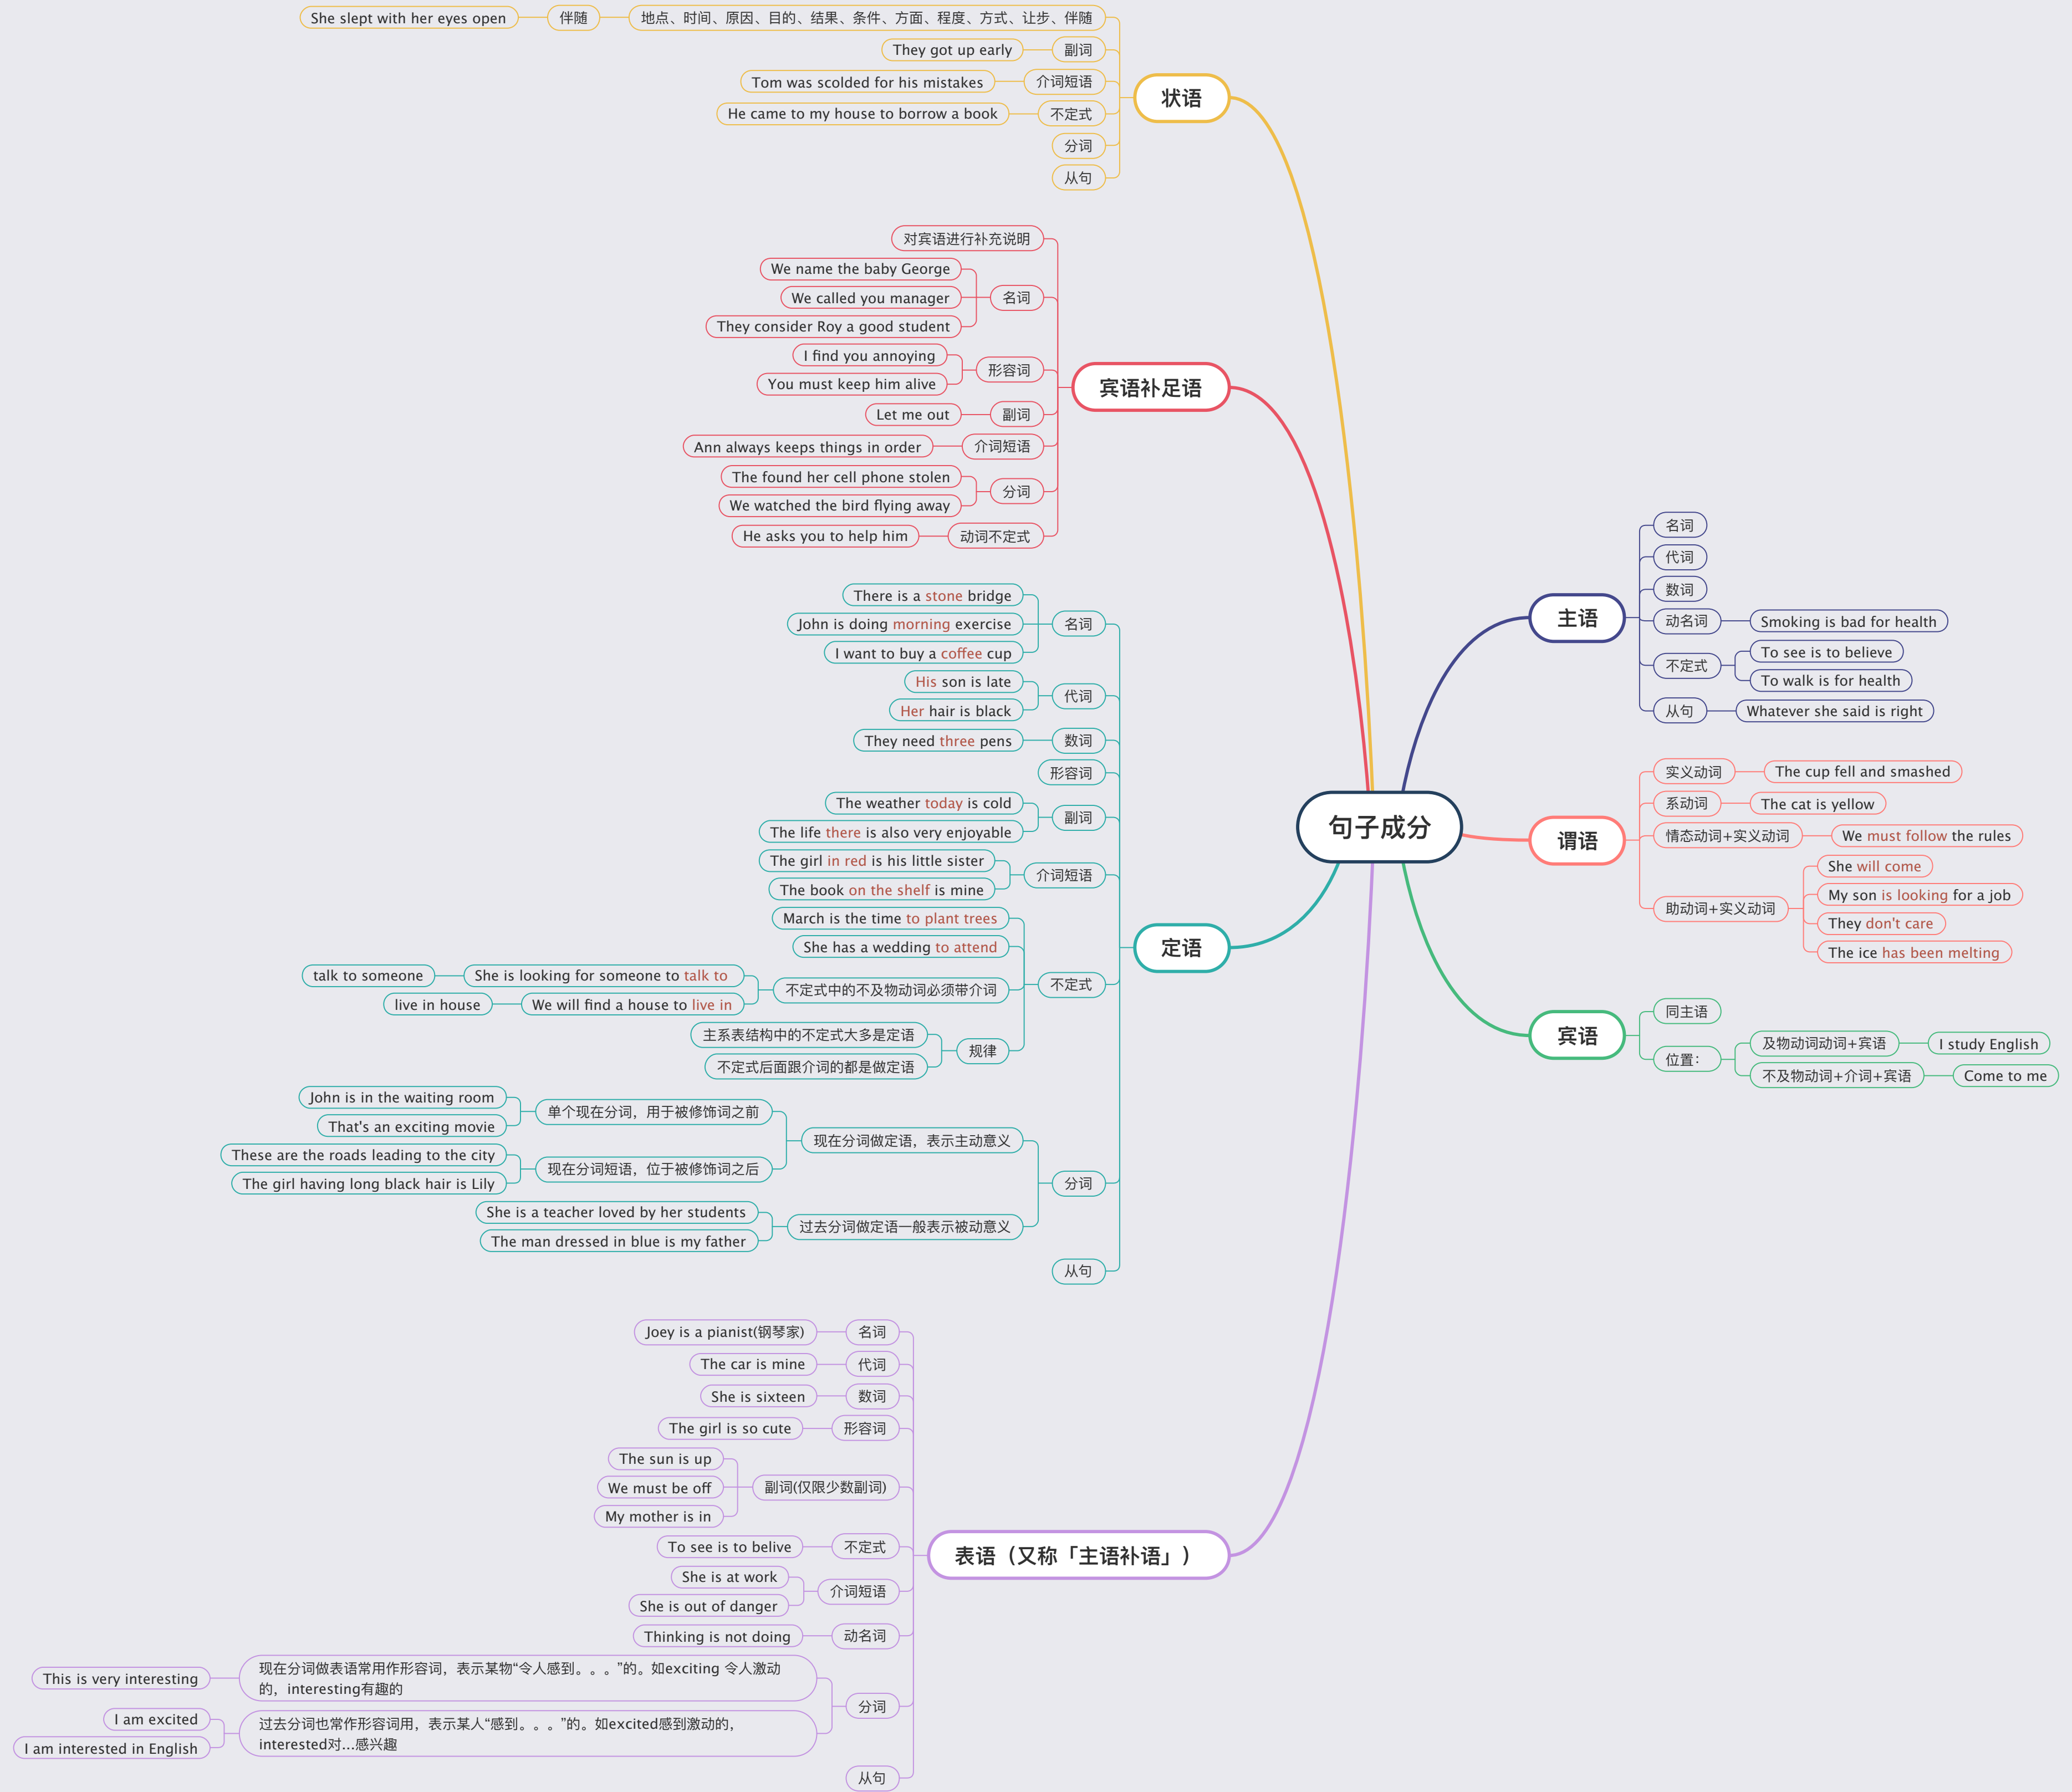 句子成分
主语
名词
代词
数词
动名词
Smoking is bad for health
不定式
To see is to believe
To walk is for health
从句
Whatever she said is right
谓语
实义动词
The cup fell and smashed
系动词
The cat is yellow
情态动词+实义动词
We must follow the rules
助动词+实义动词
She will come
My son is looking for a job
They don't care
The ice has been melting
宾语
同主语
位置：
及物动词动词+宾语
I study English
不及物动词+介词+宾语
Come to me
状语
地点、时间、原因、目的、结果、条件、方面、程度、方式、让步、伴随
伴随
She slept with her eyes open
副词
They got up early
介词短语
Tom was scolded for his mistakes
不定式
He came to my house to borrow a book
分词
从句
宾语补足语
对宾语进行补充说明
名词
We name the baby George
We called you manager
They consider Roy a good student
形容词
I find you annoying
You must keep him alive
副词
Let me out
介词短语
Ann always keeps things in order
分词
The found her cell phone stolen
We watched the bird flying away
动词不定式
He asks you to help him
定语
名词
There is a stone bridge
John is doing morning exercise
I want to buy a coffee cup
代词
His son is late
Her hair is black
数词
They need three pens
形容词
副词
The weather today is cold
The life there is also very enjoyable
介词短语
The girl in red is his little sister
The book on the shelf is mine
不定式
March is the time to plant trees
She has a wedding to attend
不定式中的不及物动词必须带介词
She is looking for someone to talk to
talk to someone
We will find a house to live in
live in house
规律
主系表结构中的不定式大多是定语
不定式后面跟介词的都是做定语
分词
现在分词做定语，表示主动意义
单个现在分词，用于被修饰词之前
John is in the waiting room
That's an exciting movie
现在分词短语，位于被修饰词之后
These are the roads leading to the city
The girl having long black hair is Lily
过去分词做定语一般表示被动意义
She is a teacher loved by her students
The man dressed in blue is my father
从句
表语（又称「主语补语」）
名词
Joey is a pianist(钢琴家)
代词
The car is mine
数词
She is sixteen
形容词
The girl is so cute
副词(仅限少数副词)
The sun is up
We must be off
My mother is in
不定式
To see is to belive
介词短语
She is at work
She is out of danger
动名词
Thinking is not doing
分词
现在分词做表语常用作形容词，表示某物“令人感到。。。”的。如exciting 令人激动
的，interesting有趣的
This is very interesting
过去分词也常作形容词用，表示某人“感到。。。”的。如excited感到激动的，
interested对...感兴趣
I am excited
I am interested in English
从句